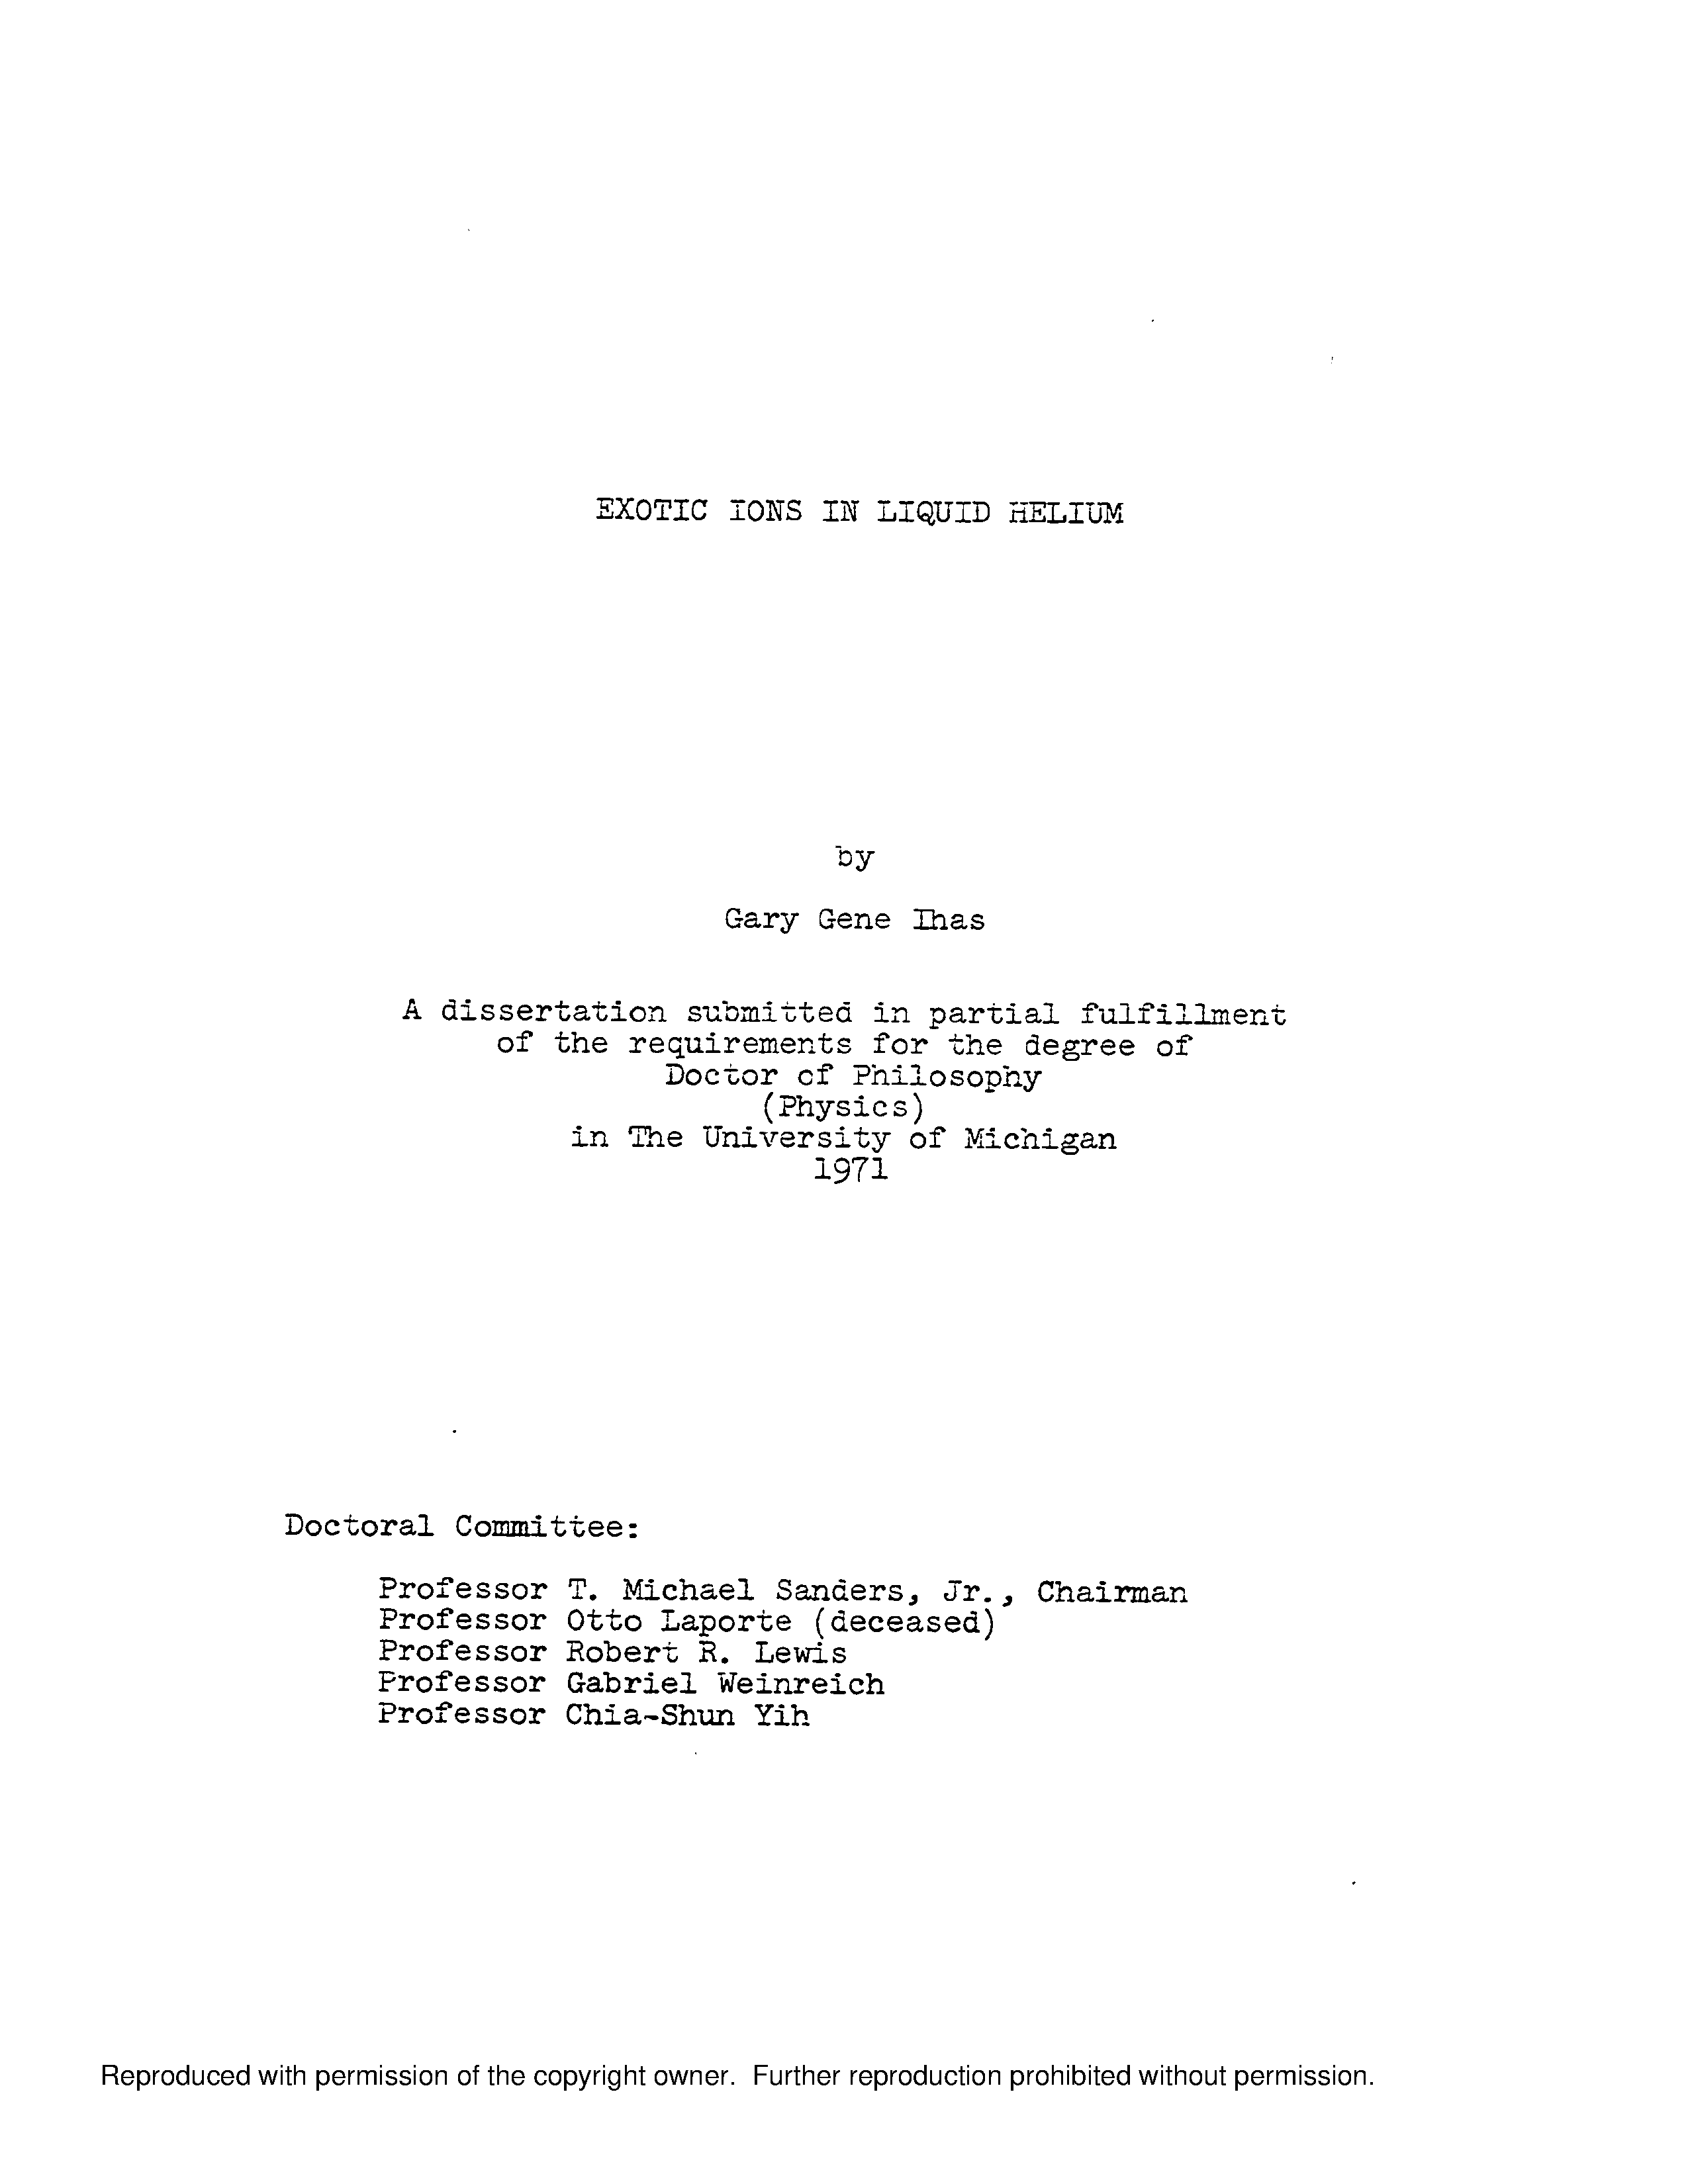 EXOTIC IONS IN LIQUID HELIUM
by
Gary Gene Ihas
A dissertation submitted in partial fulfillment
of the requirements for the degree of
Doctor of Philosophy
(Physics)
in The University of Michigan
1971
Doctoral Committee:
Professor T. Michael Sanders, Jr., Chairman
Professor Otto Laporte (deceased)
Professor Robert R. Lewis
Professor Gabriel Weinreich
Professor Chia-Shun Yih
Reproduced with permission of the copyright owner. Further reproduction prohibited without permission.